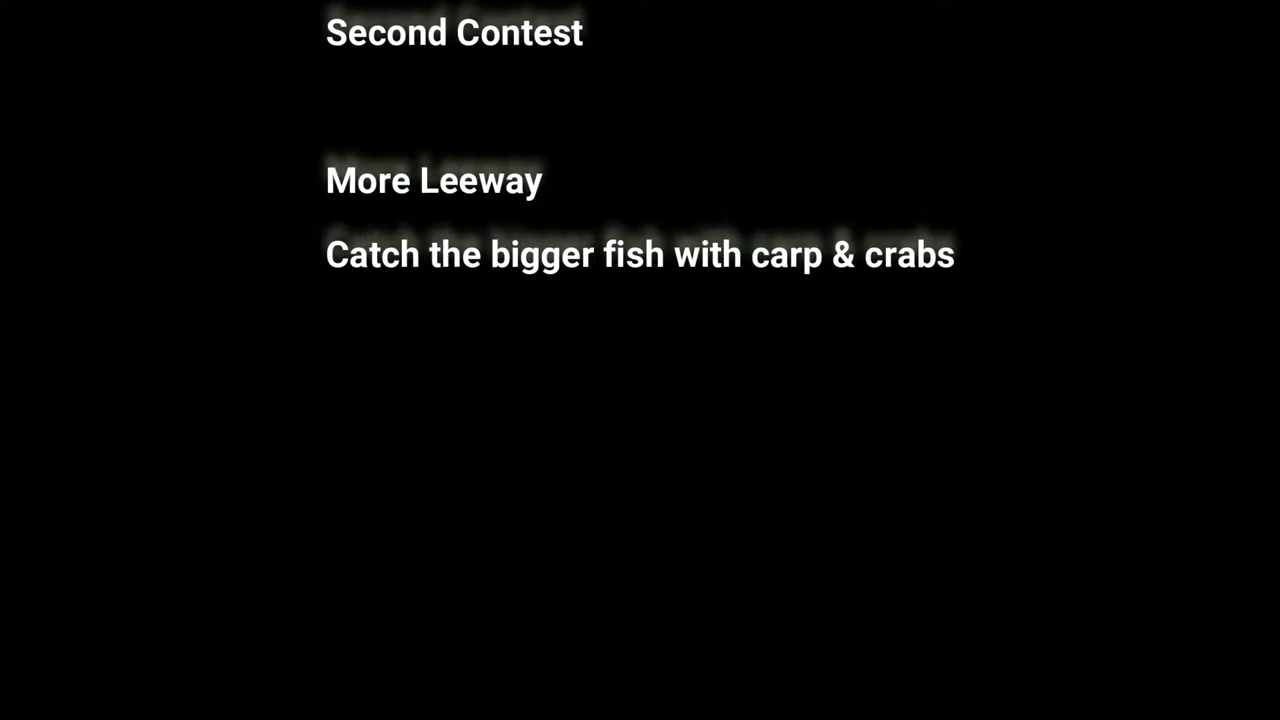 Second Contest
More Leeway
Catch the bigger fish with carp & crabs